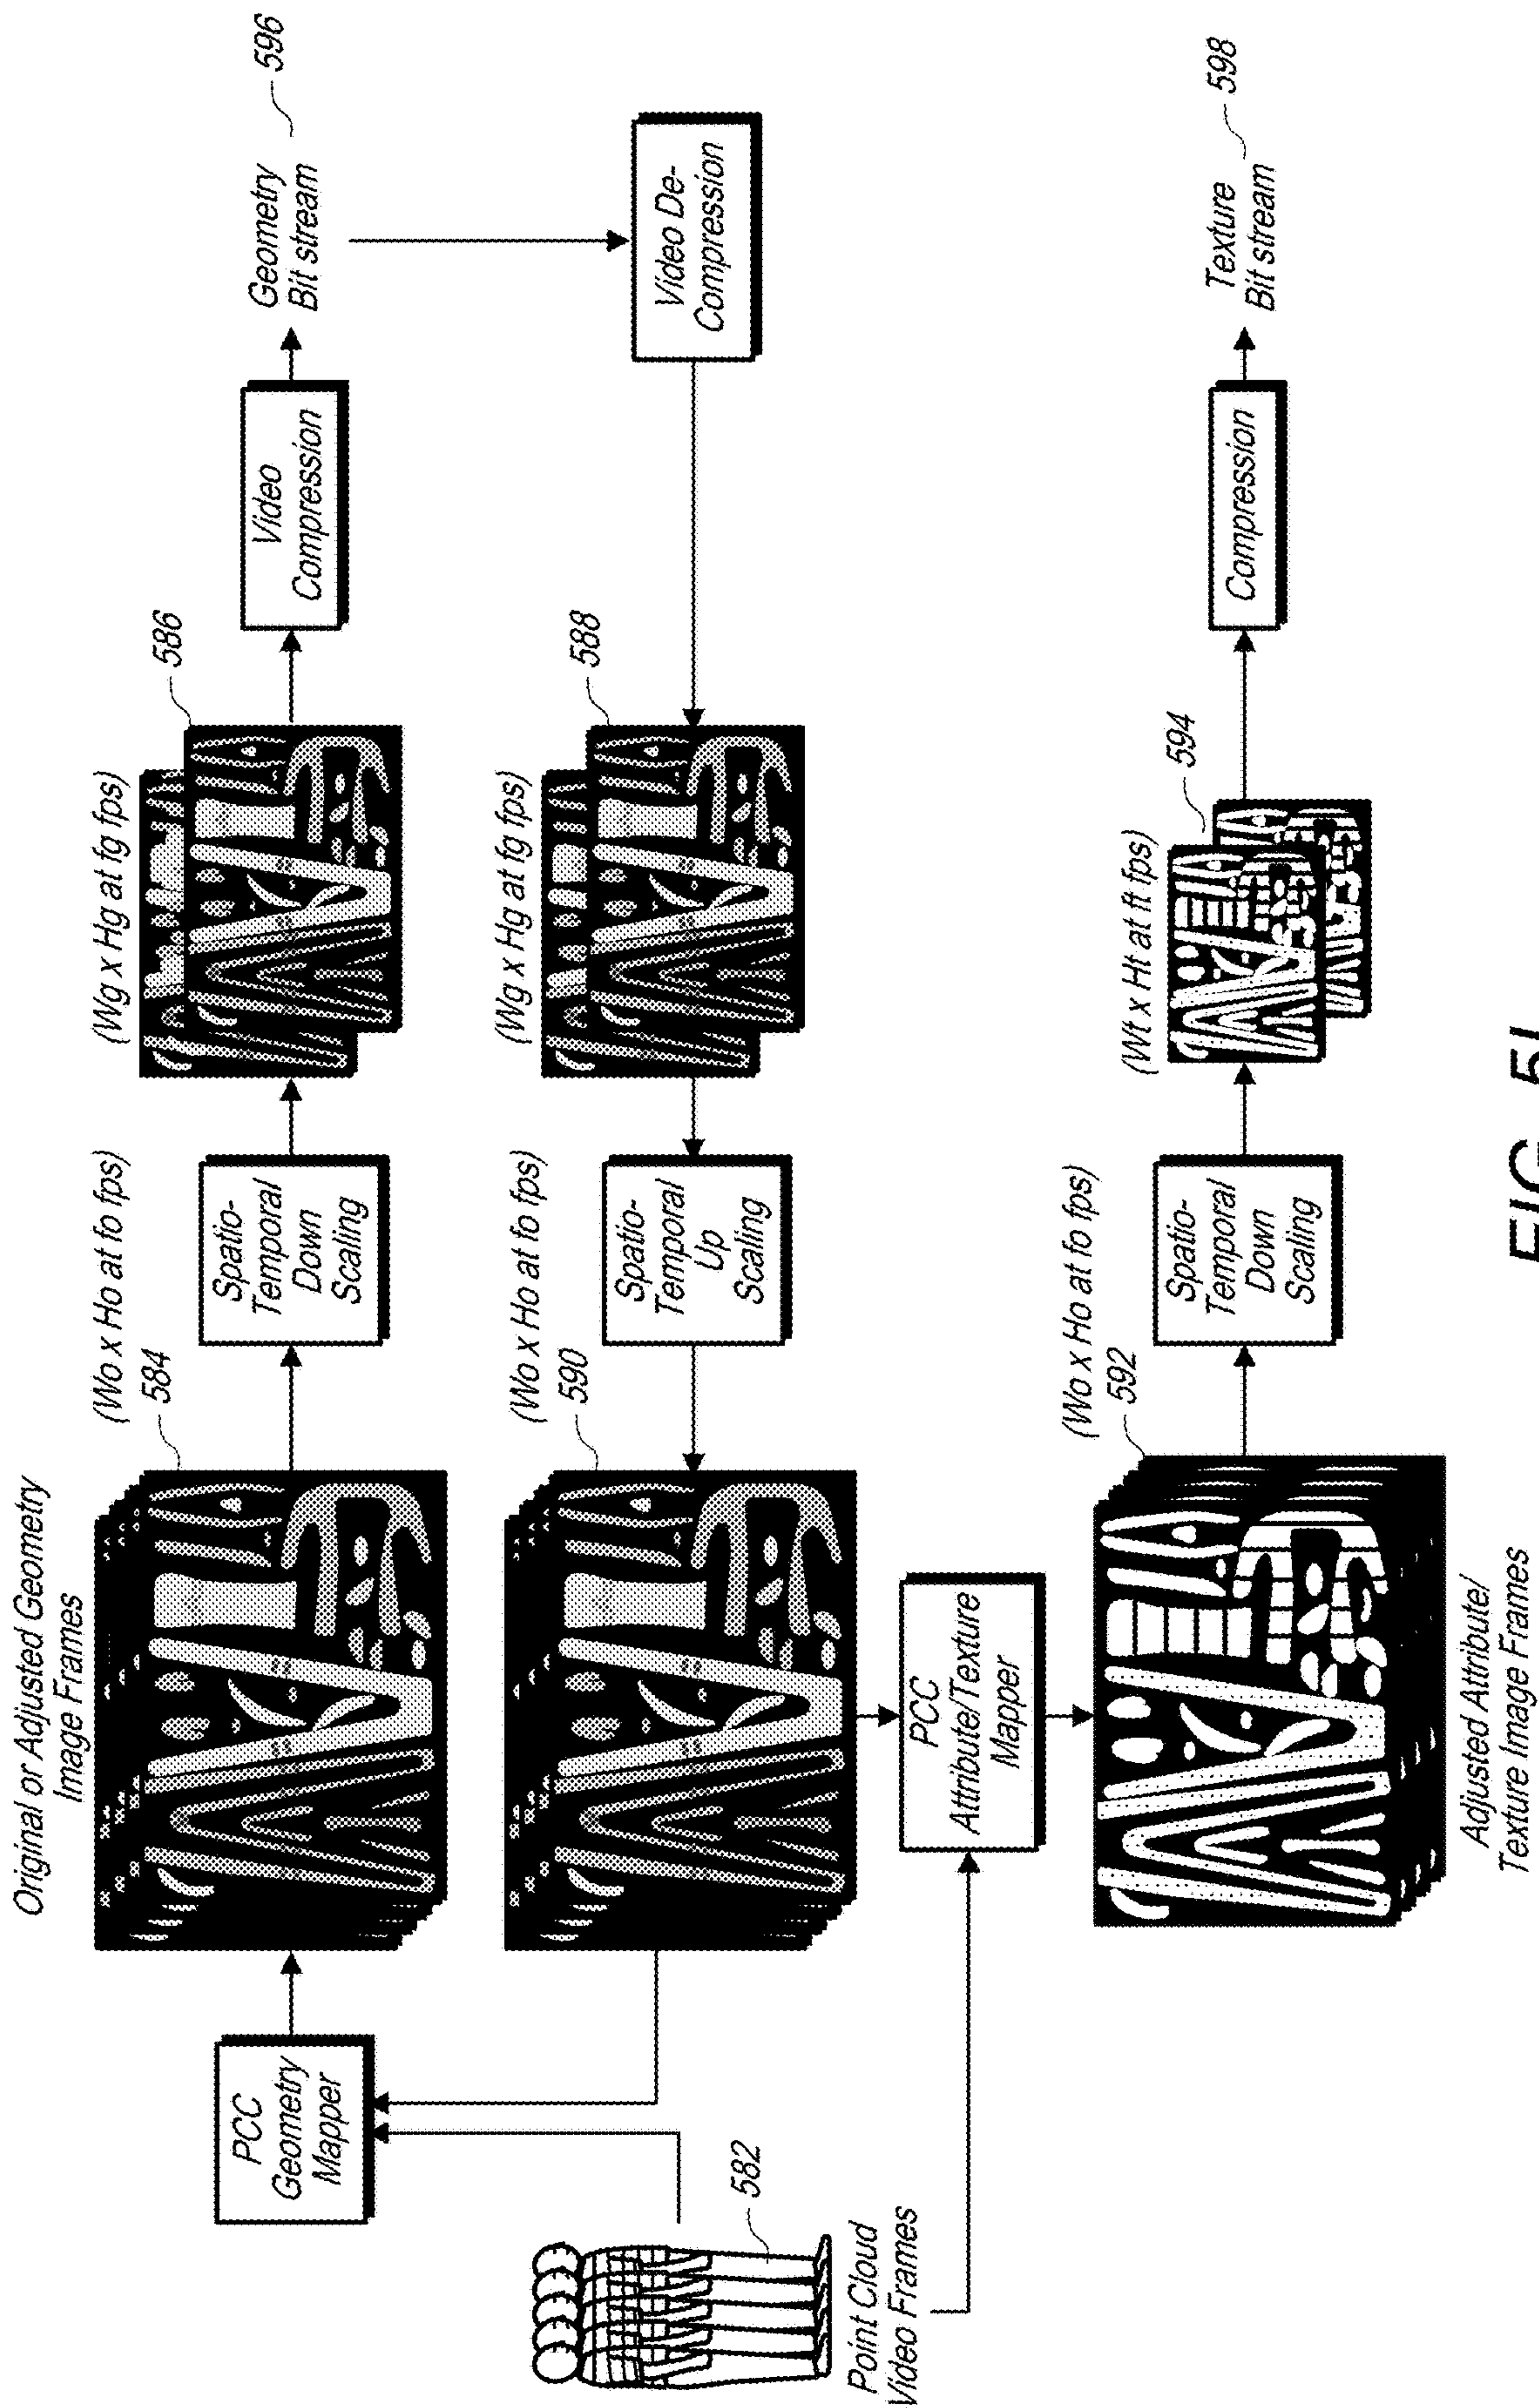 Original or Adjusted Geometry
Image Frames
(Wo x Ho at fo fps)
584
(Wg x Hg at fg fps)
586
596
PCC
Geometry
Mapper
Spatio-
Temporal
Down
Scaling
Video
Compression
Geometry
Bit stream
(Wo x Ho at fo fps)
590
(Wg x Hg at fg fps)
588
Spatio-
Temporal
Up
Scaling
Video De-
Compression
582
Point Cloud
Video Frames
PCC
Attribute/Texture
Mapper
(Wo x Ho at fo fps)
592
(Wt x Ht at ft fps)
594
598
Spatio-
Temporal
Down
Scaling
Compression
Texture
Bit stream
Adjusted Attribute/
Texture Image Frames
FIG.